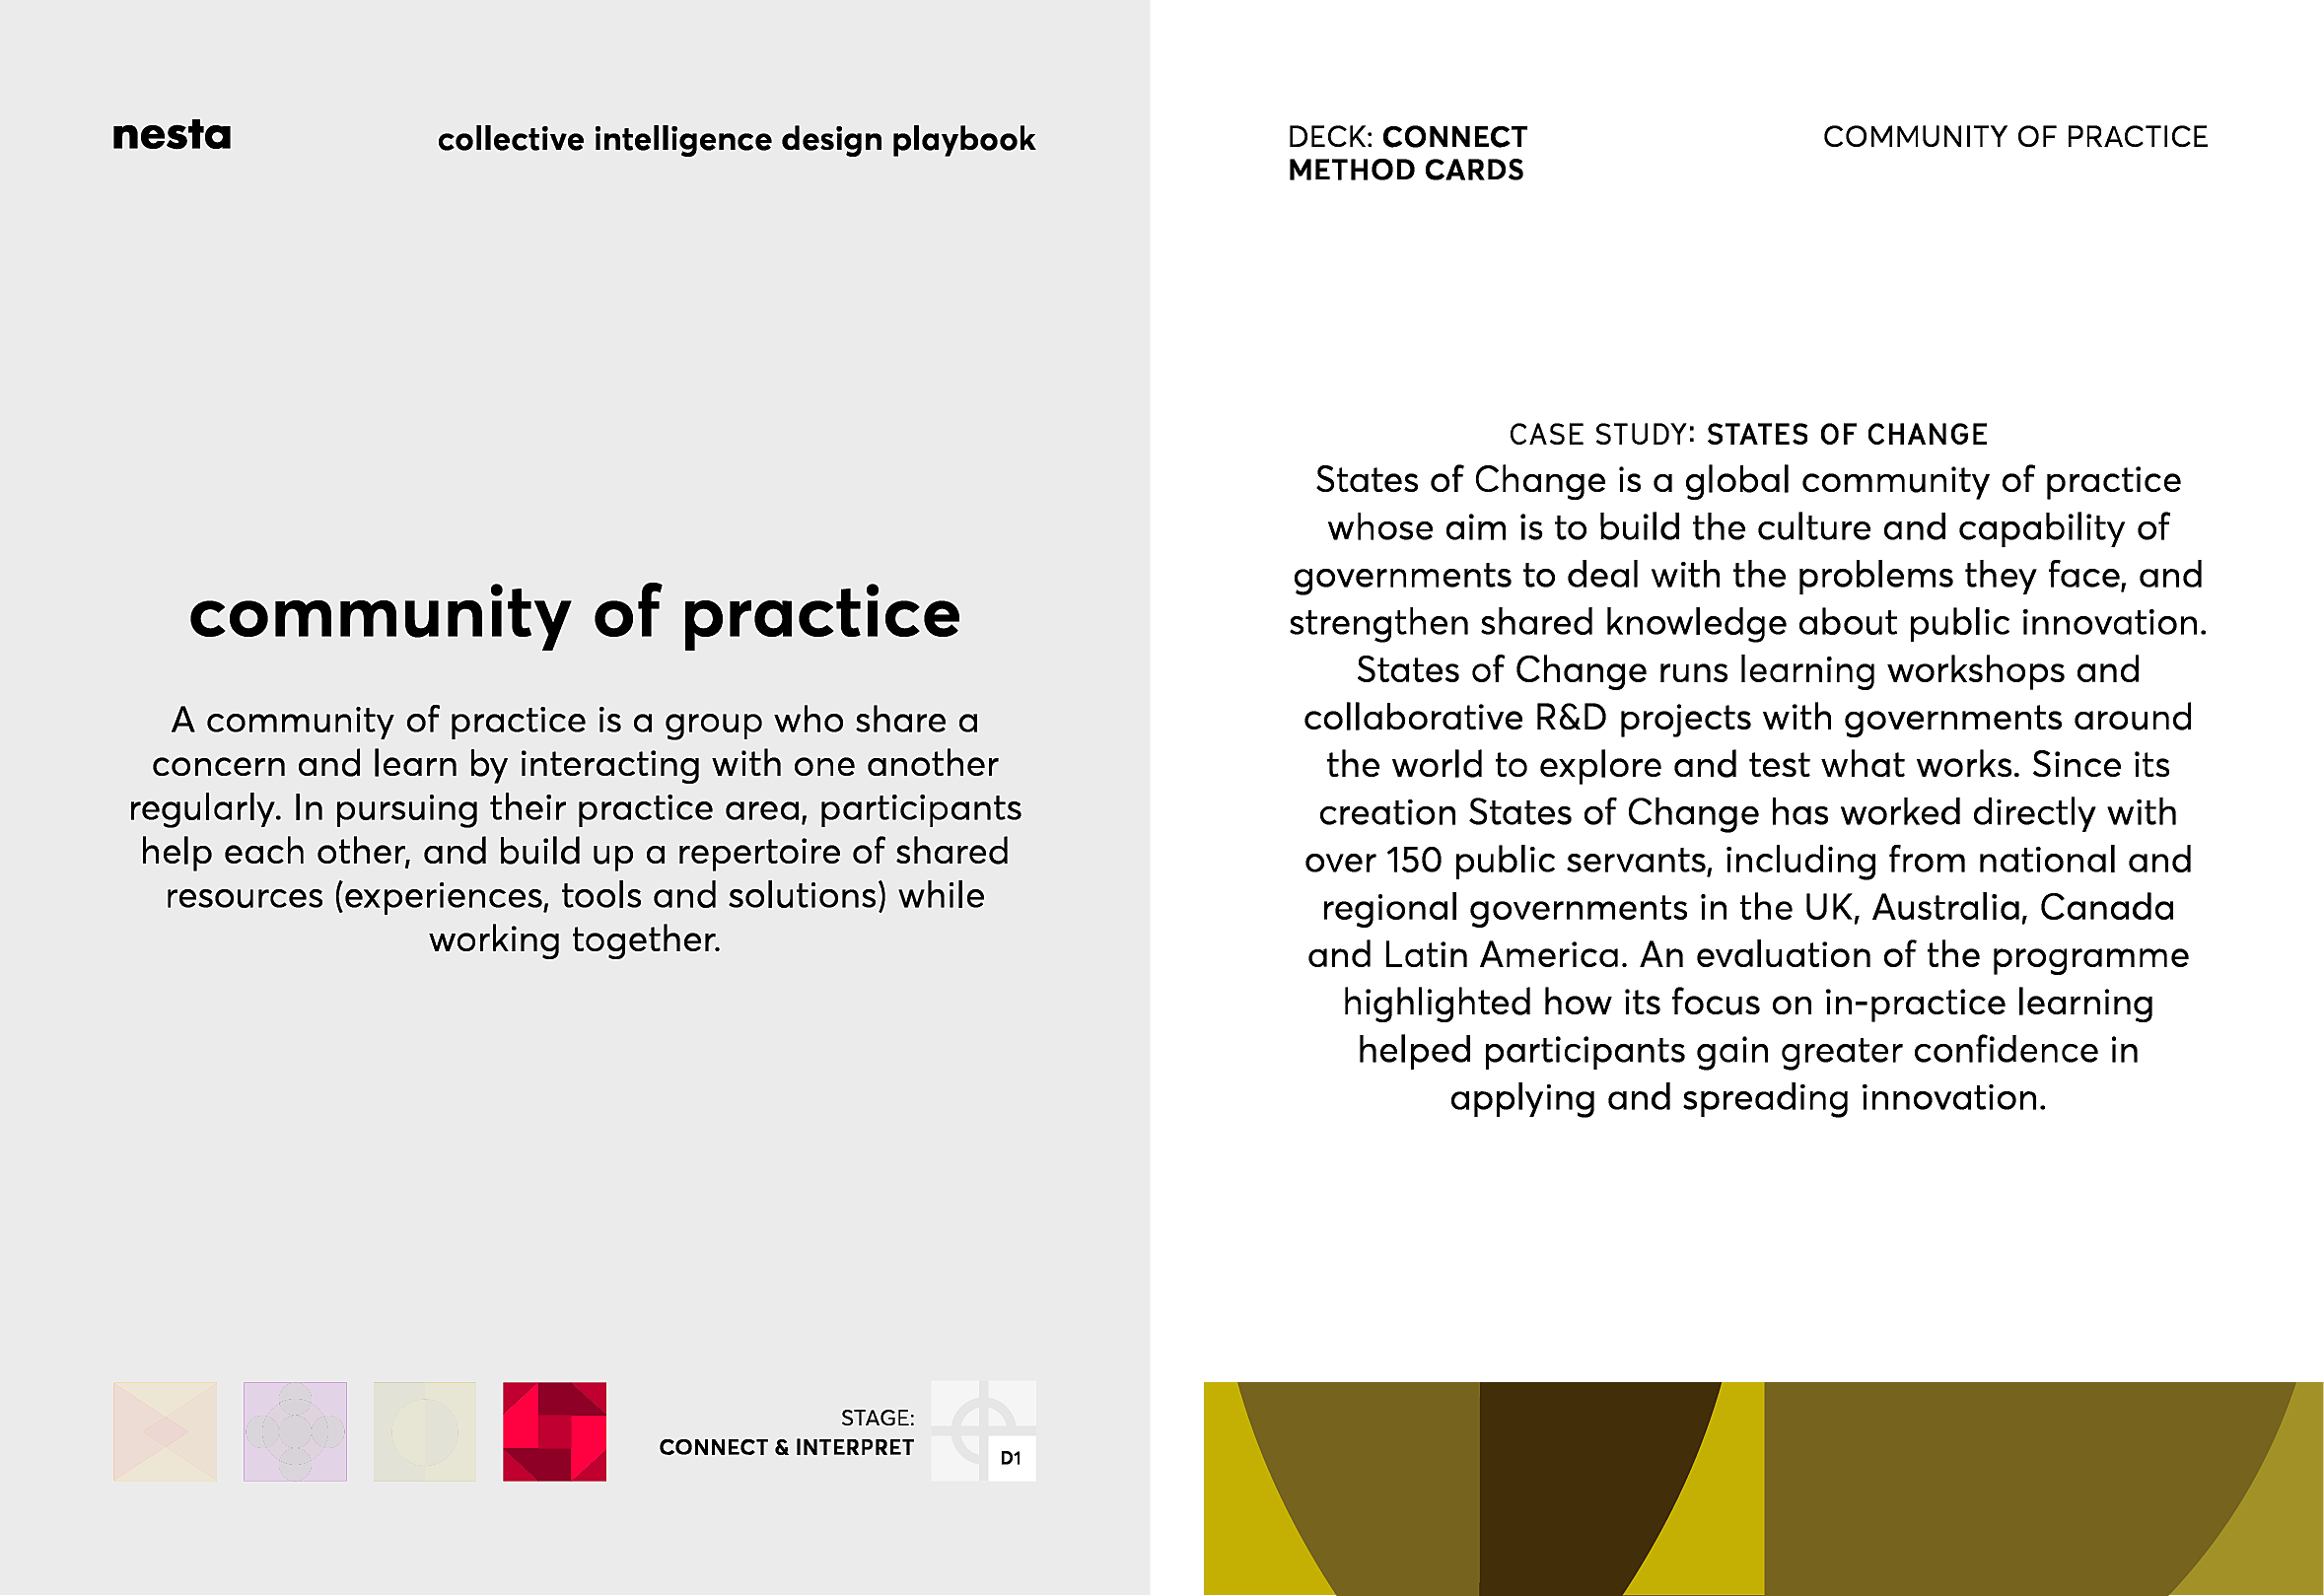 nesta
collective intelligence design playbook
community of practice
A community of practice is a group who share a
concern and learn by interacting with one another
regularly. In pursuing their practice area, participants
help each other, and build up a repertoire of shared
resources (experiences, tools and solutions) while
working together.
STAGE:
CONNECT & INTERPRET
D1
DECK: CONNECT
METHOD CARDS
COMMUNITY OF PRACTICE
CASE STUDY: STATES OF CHANGE
States of Change is a global community of practice
whose aim is to build the culture and capability of
governments to deal with the problems they face, and
strengthen shared knowledge about public innovation.
States of Change runs learning workshops and
collaborative R&D projects with governments around
the world to explore and test what works. Since its
creation States of Change has worked directly with
over 150 public servants, including from national and
regional governments in the UK, Australia, Canada
and Latin America. An evaluation of the programme
highlighted how its focus on in-practice learning
helped participants gain greater confidence in
applying and spreading innovation.